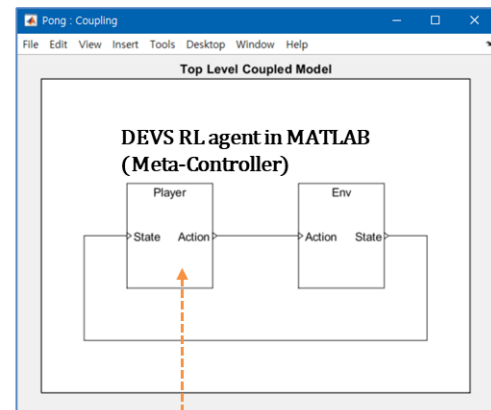 Pong : Coupling
File Edit View Insert Tools Desktop Window Help
Top Level Coupled Model
DEVS RL agent in MATLAB
(Meta-Controller)
Player Env
State Action Action State